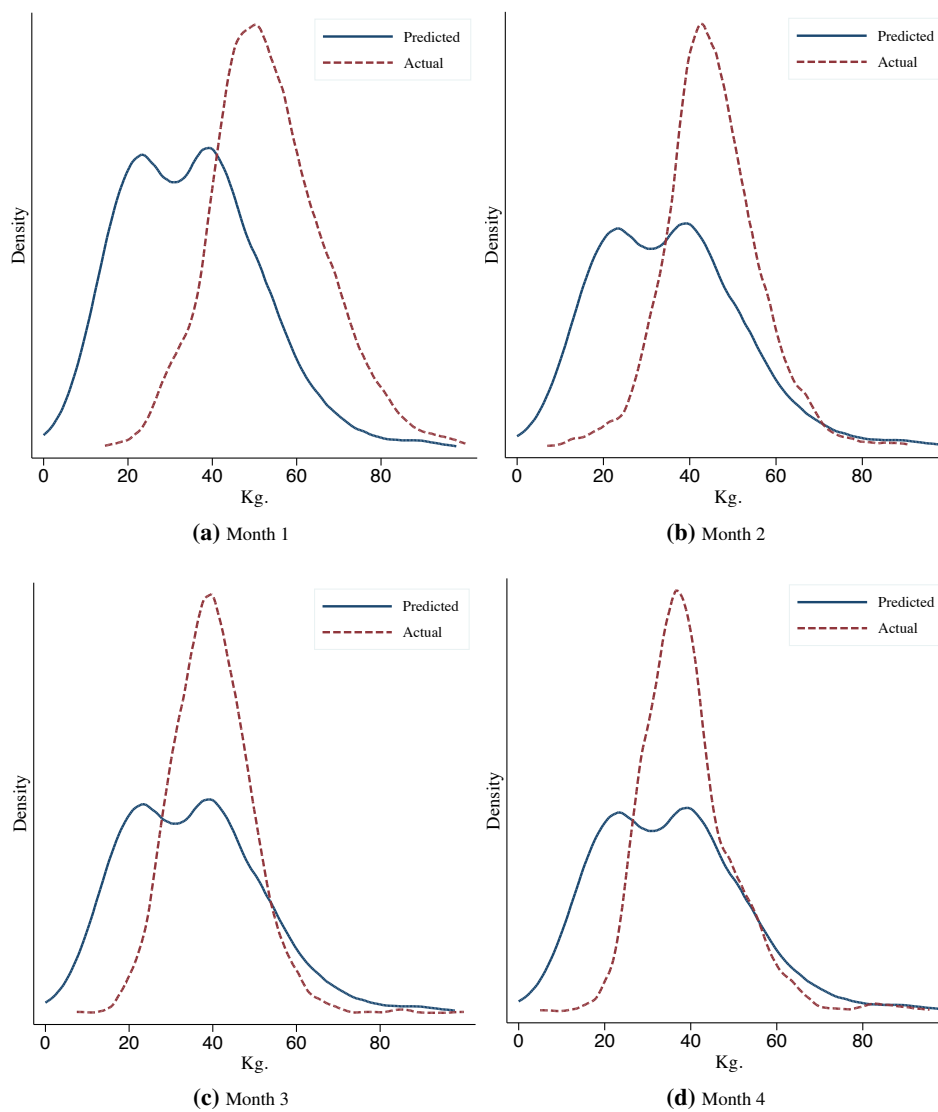 Predicted
Actual
Density
0 20 40 60 80
Kg.
(a) Month 1
Predicted
Actual
Density
0 20 40 60 80
Kg.
(b) Month 2
Predicted
Actual
Density
0 20 40 60 80
Kg.
(c) Month 3
Predicted
Actual
Density
0 20 40 60 80
Kg.
(d) Month 4